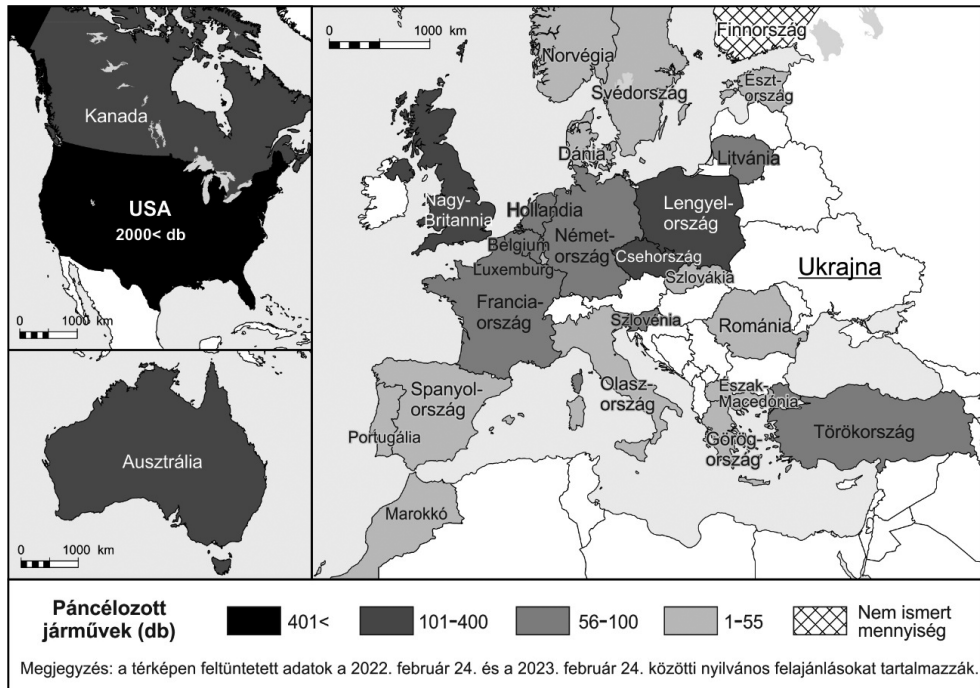 0 1000 km
Kanada
USA
2000< db
0 1000 km
Ausztrália
0 1000 km
0 1000 km
Finnország
Norvégia
Svédország
Észt-
ország
Dánia
Litvánia
Nagy-
Britannia
Hollandia
Lengyel-
ország
Belgium
Német-
ország
Csehország
Luxemburg
Szlovákia
Ukrajna
Francia-
ország
Szlovénia
Románia
Spanyol-
ország
Olasz-
ország
Észak-
Macedónia
Portugália
Görög-
ország
Törökország
Marokkó
Páncélozott
járművek (db)
401<
101-400
56-100
1-55
Nem ismert
mennyiség
Megjegyzés: a térképen feltüntetett adatok a 2022. február 24. és a 2023. február 24. közötti nyilvános felajánlásokat tartalmazzák.